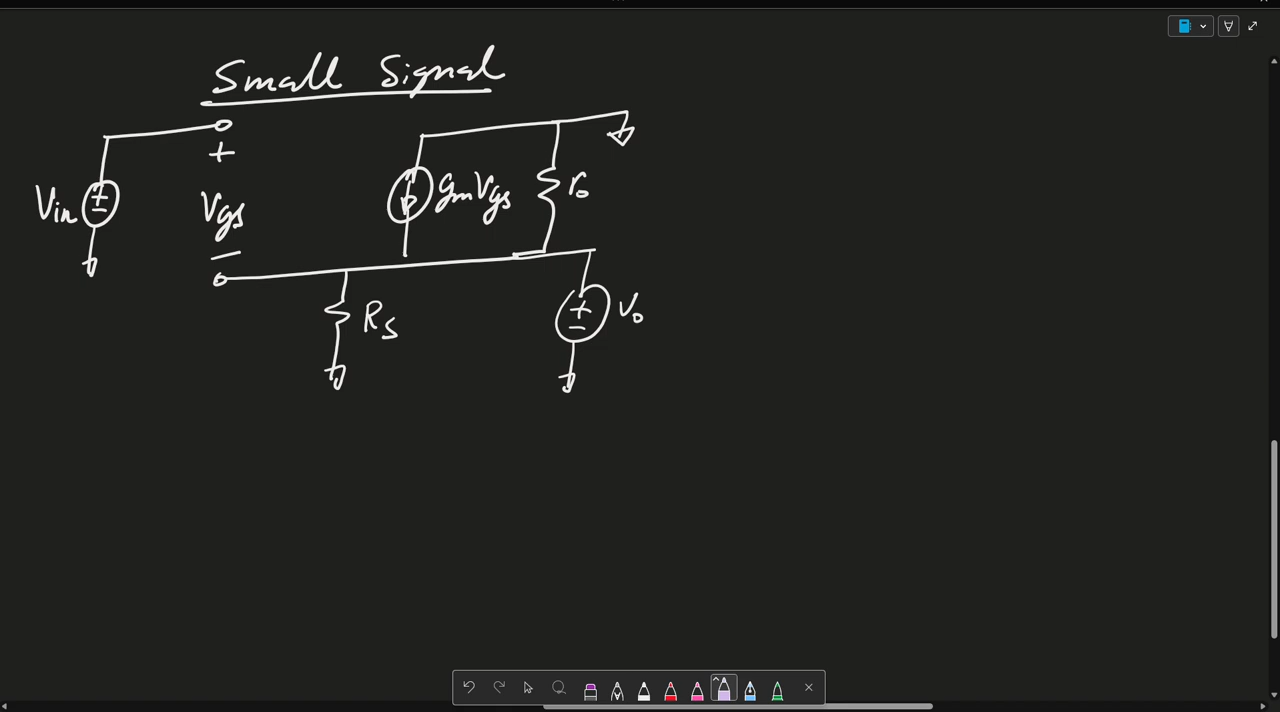 Small Signal
+
Vin
+
-
Vgs
-
gmVgs
ro
Rs
+
-
Vo